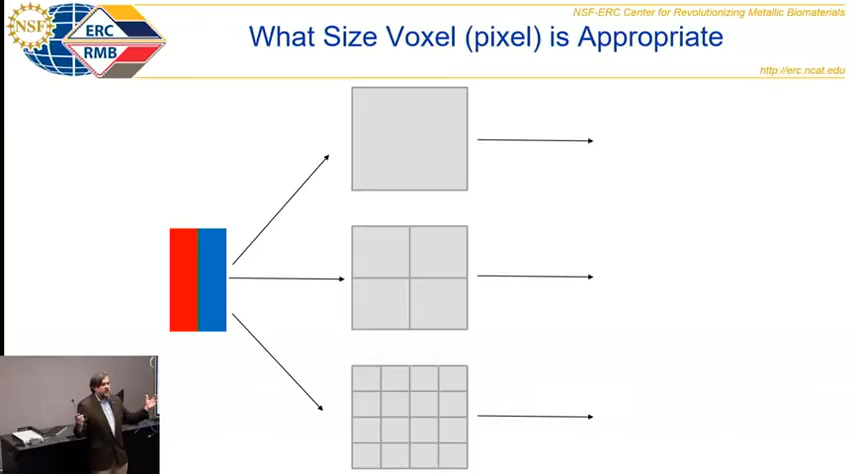 NSF-ERC Center for Revolutionizing Metallic Biomaterials
NSF
ERC
RMB
What Size Voxel (pixel) is Appropriate
http://erc.ncat.edu